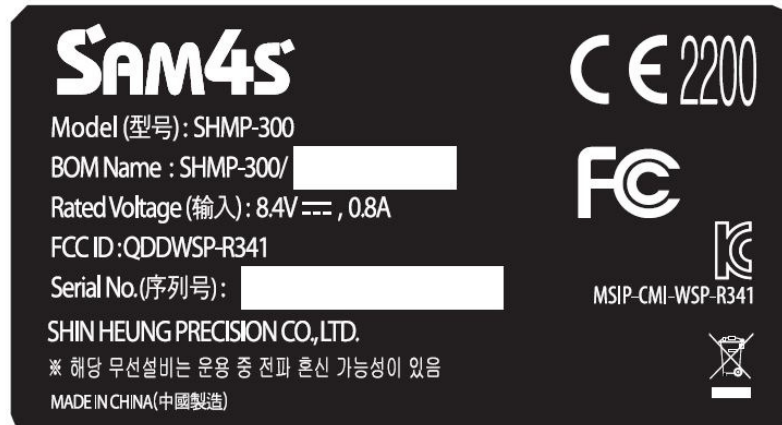 SAM4S
CE 2200
Model (型号) : SHMP-300
BOM Name : SHMP-300/
Rated Voltage (输入) : 8.4V ⎓ , 0.8A
FC
FCC ID : QDDWSP-R341
Serial No. (序列号) :
MSIP-CMI-WSP-R341
SHIN HEUNG PRECISION CO., LTD.
※ 해당 무선설비는 운용 중 전파 혼신 가능성이 있음
MADE IN CHINA(中國製造)